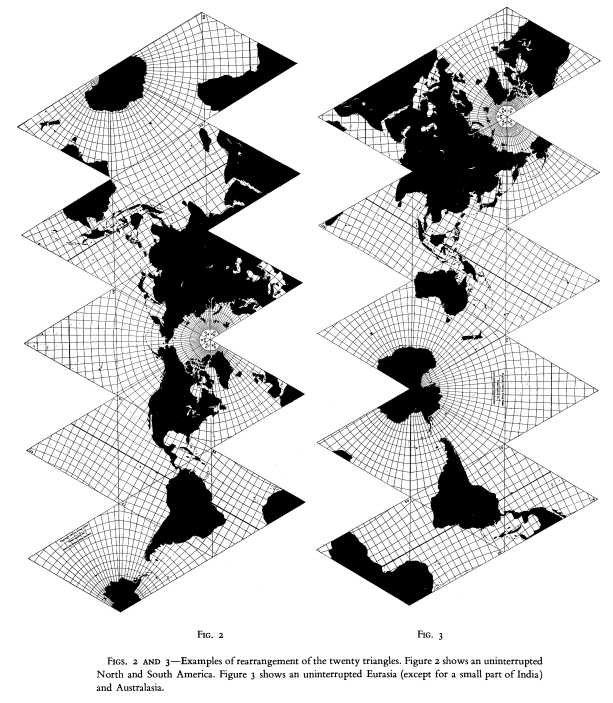 FIG. 2
FIG. 3
FIGS. 2 AND 3—Examples of rearrangement of the twenty triangles. Figure 2 shows an uninterrupted
North and South America. Figure 3 shows an uninterrupted Eurasia (except for a small part of India)
and Australasia.